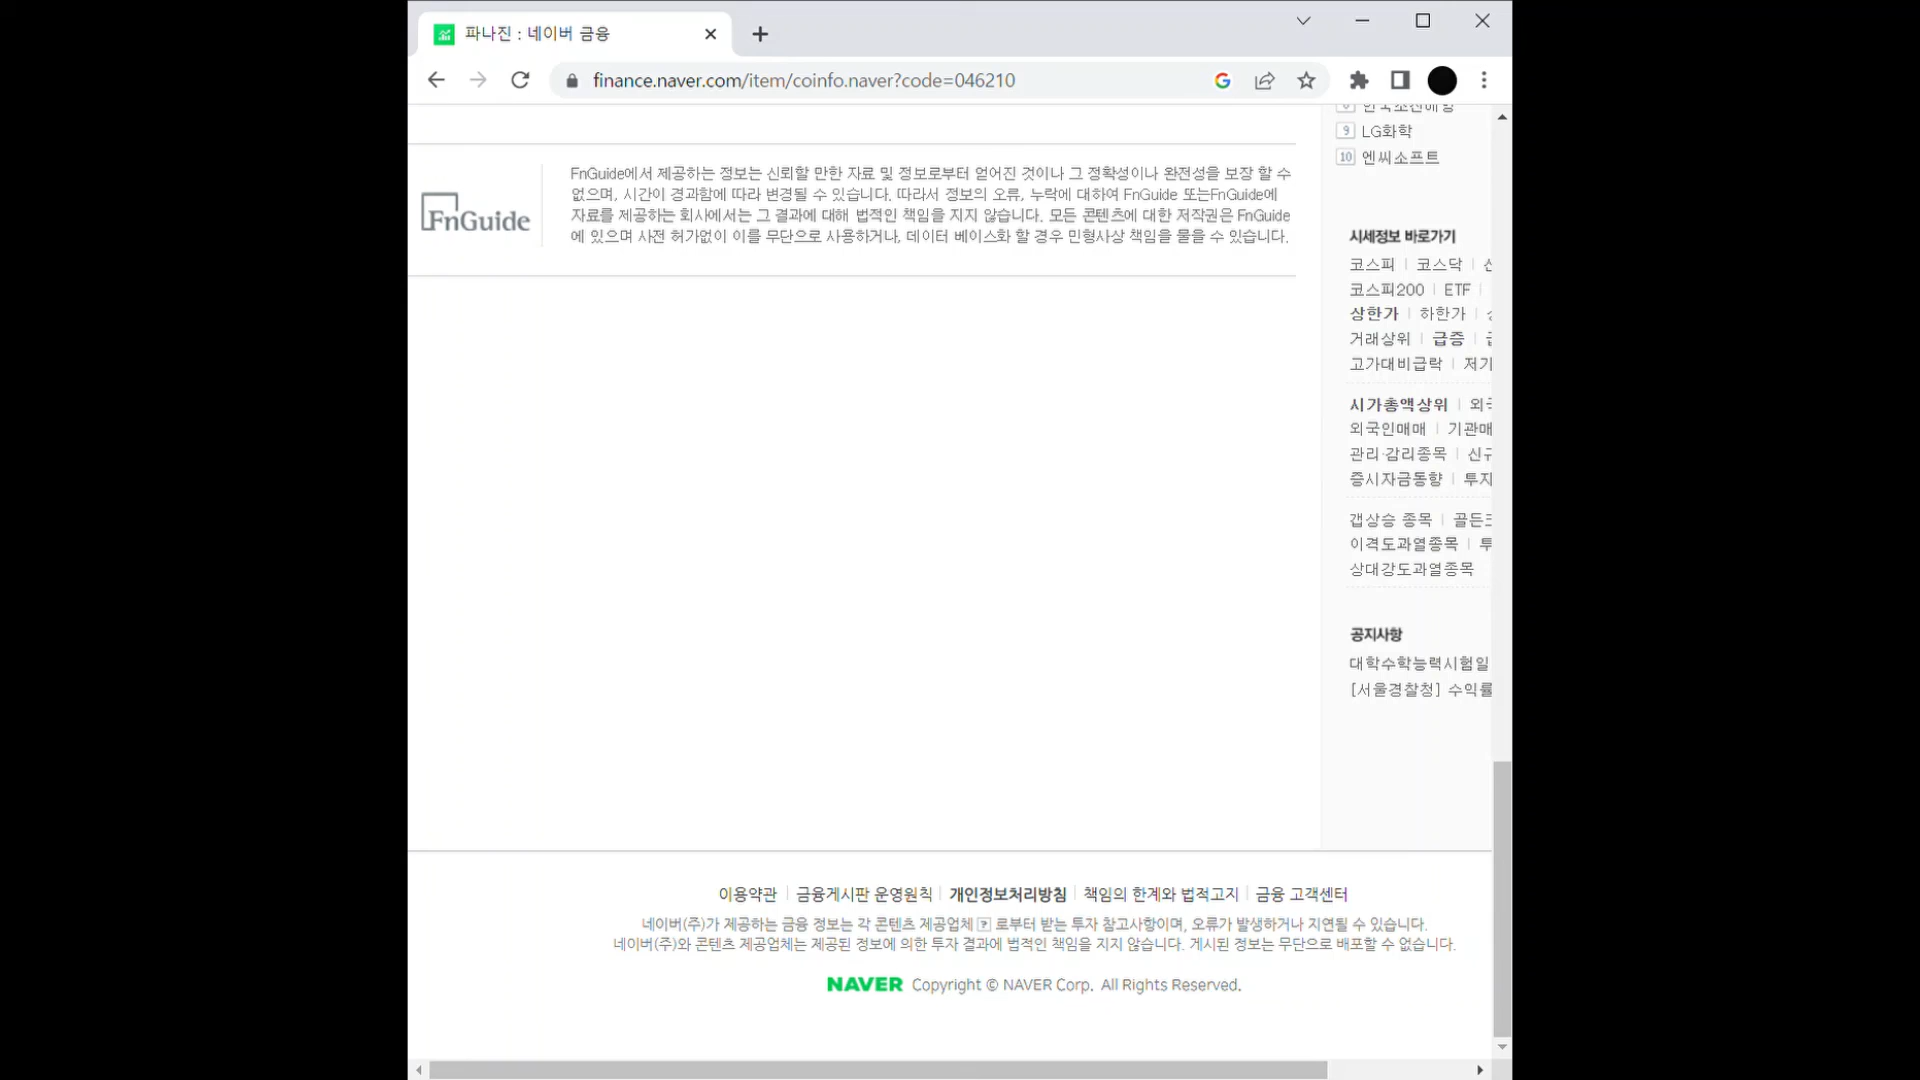 파나진 : 네이버 금융
finance.naver.com/item/coinfo.naver?code=046210
9 LG화학
10 엔씨소프트
FnGuide
FnGuide에서 제공하는 정보는 신뢰할 만한 자료 및 정보로부터 얻어진 것이나 그 정확성이나 완전성을 보장 할 수
없으며, 시간이 경과함에 따라 변경될 수 있습니다. 따라서 정보의 오류, 누락에 대하여 FnGuide 또는FnGuide에
자료를 제공하는 회사에서는 그 결과에 대해 법적인 책임을 지지 않습니다. 모든 콘텐츠에 대한 저작권은 FnGuide
에 있으며 사전 허가없이 이를 무단으로 사용하거나, 데이터 베이스화 할 경우 민형사상 책임을 물을 수 있습니다.
시세정보 바로가기
코스피 코스닥
코스피200 ETF
상한가 하한가
거래상위 급증
고가대비급락
시가총액상위
외국인매매
관리·감리종목
증시자금동향
갭상승 종목
이격도과열종목
상대강도과열종목
공지사항
대학수학능력시험일
[서울경찰청] 수익률
이용약관 금융게시판 운영원칙 개인정보처리방침 책임의 한계와 법적고지 금융 고객센터
네이버(주)가 제공하는 금융 정보는 각 콘텐츠 제공업체 ? 로부터 받는 투자 참고사항이며, 오류가 발생하거나 지연될 수 있습니다.
네이버(주)와 콘텐츠 제공업체는 제공된 정보에 의한 투자 결과에 법적인 책임을 지지 않습니다. 게시된 정보는 무단으로 배포할 수 없습니다.
NAVER Copyright © NAVER Corp. All Rights Reserved.